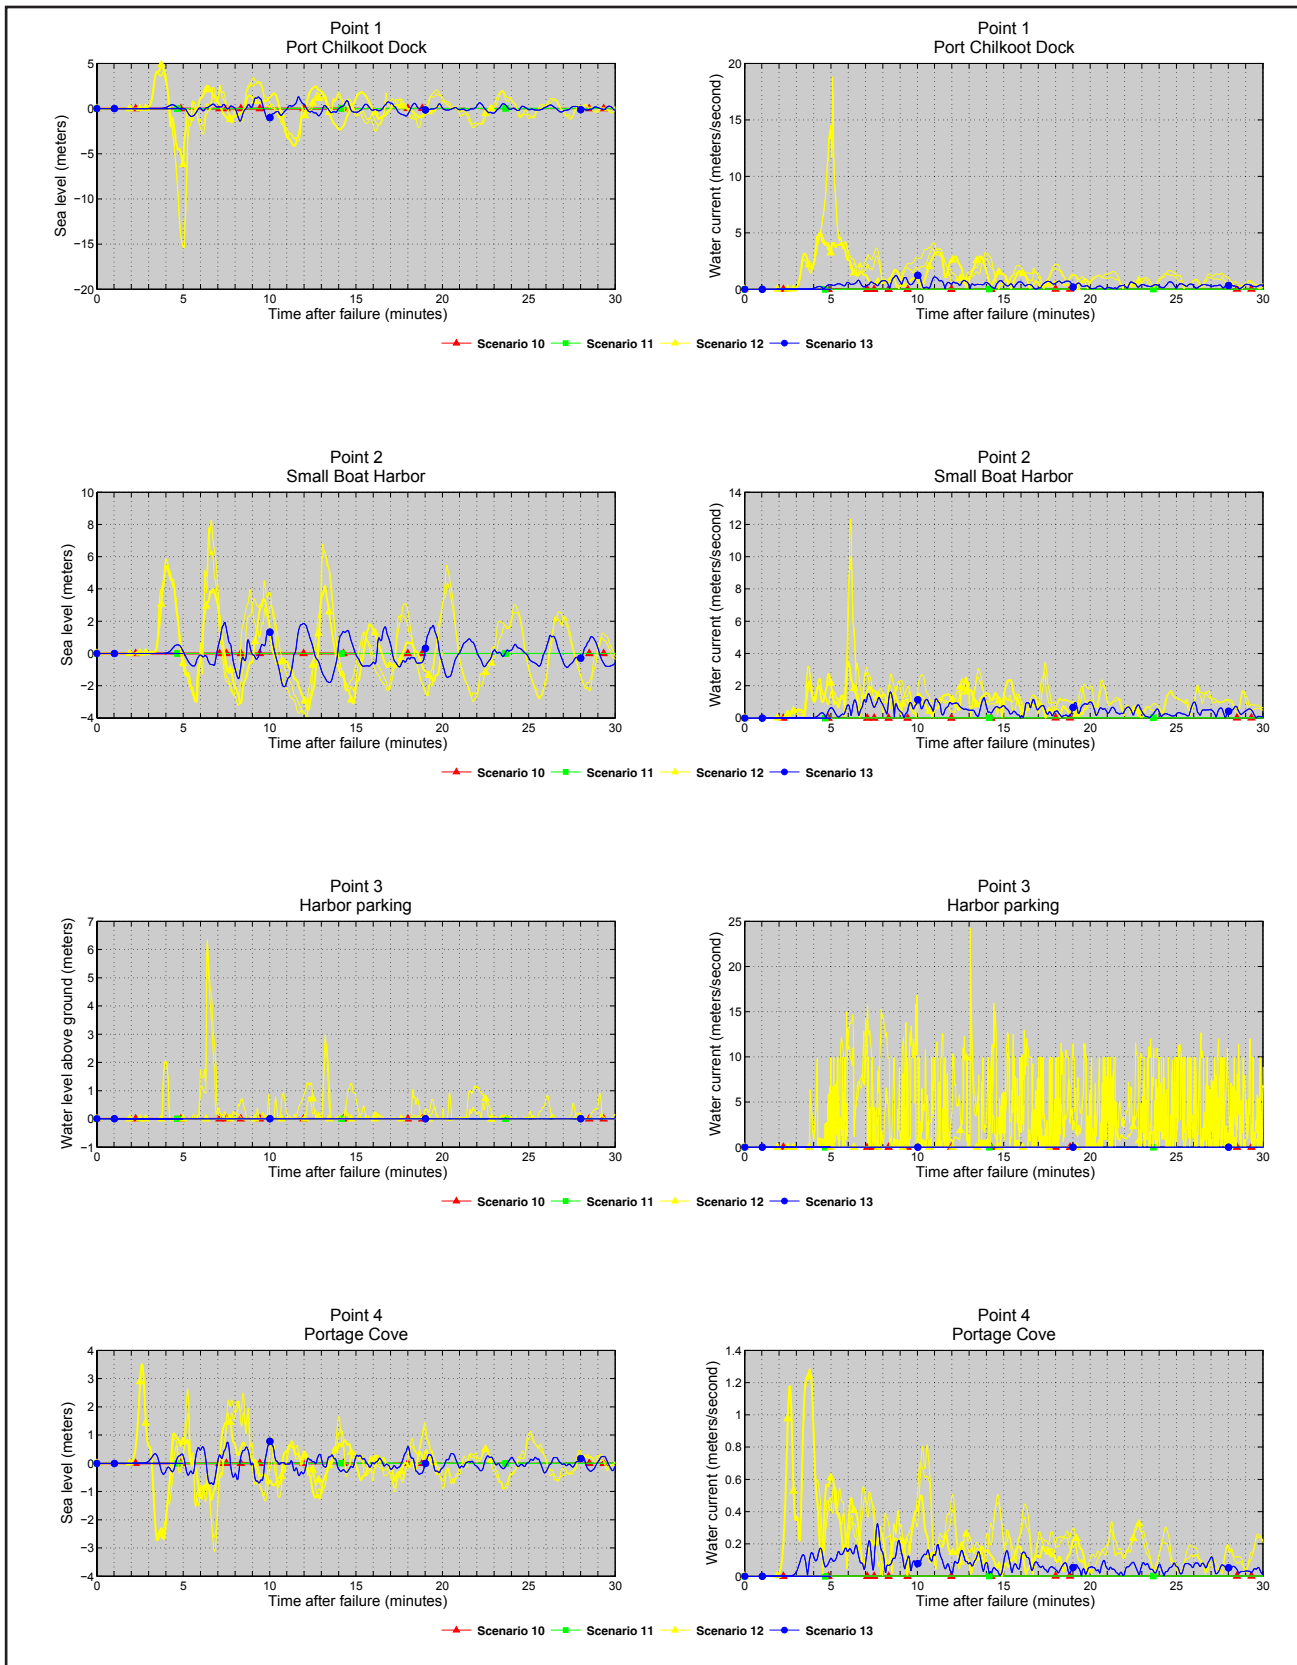 Point 1
Port Chilkoot Dock
Sea level (meters)
5
0
−5
−10
−15
−20
0 5 10 15 20 25 30
Time after failure (minutes)
Point 1
Port Chilkoot Dock
Water current (meters/second)
20
15
10
5
0
0 5 10 15 20 25 30
Time after failure (minutes)
Scenario 10 Scenario 11 Scenario 12 Scenario 13
Point 2
Small Boat Harbor
Sea level (meters)
10
8
6
4
2
0
−2
−4
0 5 10 15 20 25 30
Time after failure (minutes)
Point 2
Small Boat Harbor
Water current (meters/second)
14
12
10
8
6
4
2
0
0 5 10 15 20 25 30
Time after failure (minutes)
Scenario 10 Scenario 11 Scenario 12 Scenario 13
Point 3
Harbor parking
Water level above ground (meters)
7
6
5
4
3
2
1
0
−1
0 5 10 15 20 25 30
Time after failure (minutes)
Point 3
Harbor parking
Water current (meters/second)
25
20
15
10
5
0
0 5 10 15 20 25 30
Time after failure (minutes)
Scenario 10 Scenario 11 Scenario 12 Scenario 13
Point 4
Portage Cove
Sea level (meters)
4
3
2
1
0
−1
−2
−3
−4
0 5 10 15 20 25 30
Time after failure (minutes)
Point 4
Portage Cove
Water current (meters/second)
1.4
1.2
1
0.8
0.6
0.4
0.2
0
0 5 10 15 20 25 30
Time after failure (minutes)
Scenario 10 Scenario 11 Scenario 12 Scenario 13